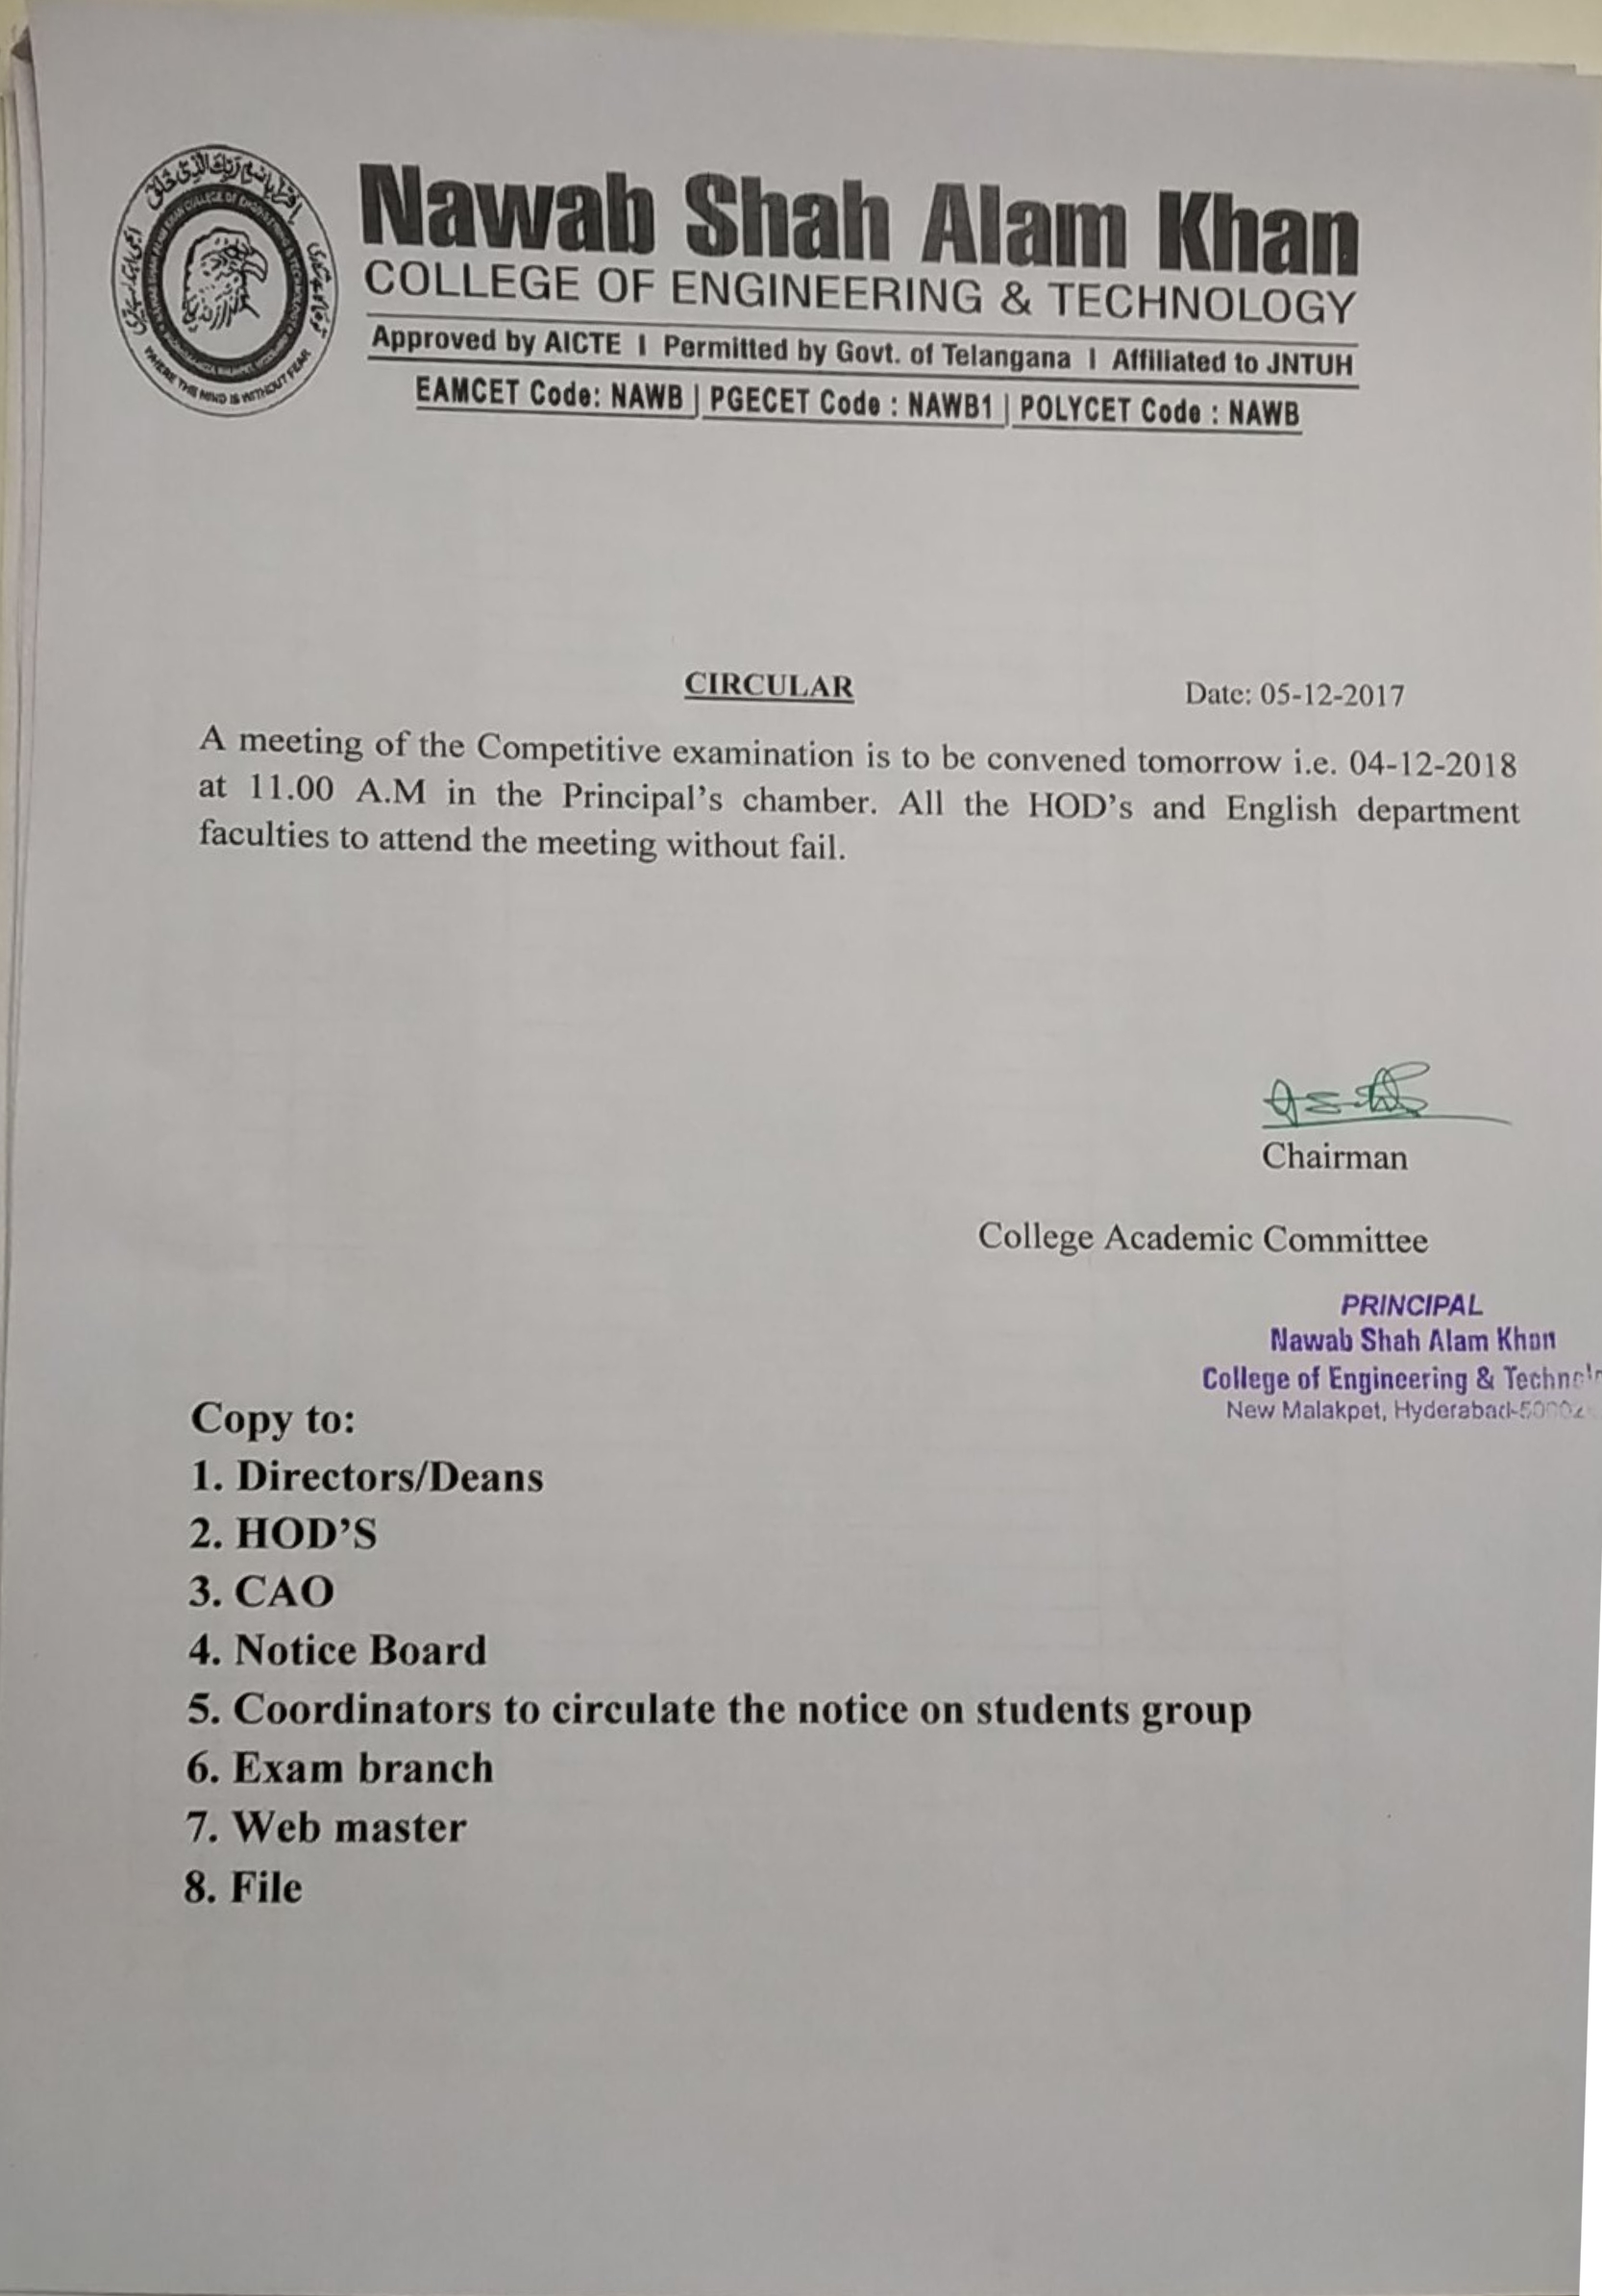 اقرأ باسم ربك الذي خلق
WHERE THE MIND IS WITHOUT FEAR
Nawab Shah Alam Khan
COLLEGE OF ENGINEERING & TECHNOLOGY
Approved by AICTE | Permitted by Govt. of Telangana | Affiliated to JNTUH
EAMCET Code: NAWB | PGECET Code : NAWB1 | POLYCET Code : NAWB
CIRCULAR Date: 05-12-2017
A meeting of the Competitive examination is to be convened tomorrow i.e. 04-12-2018
at 11.00 A.M in the Principal's chamber. All the HOD's and English department
faculties to attend the meeting without fail.
Chairman
College Academic Committee
PRINCIPAL
Nawab Shah Alam Khan
College of Engineering &
New Malakpet, Hyderabad-
Copy to:
1. Directors/Deans
2. HOD'S
3. CAO
4. Notice Board
5. Coordinators to circulate the notice on students group
6. Exam branch
7. Web master
8. File